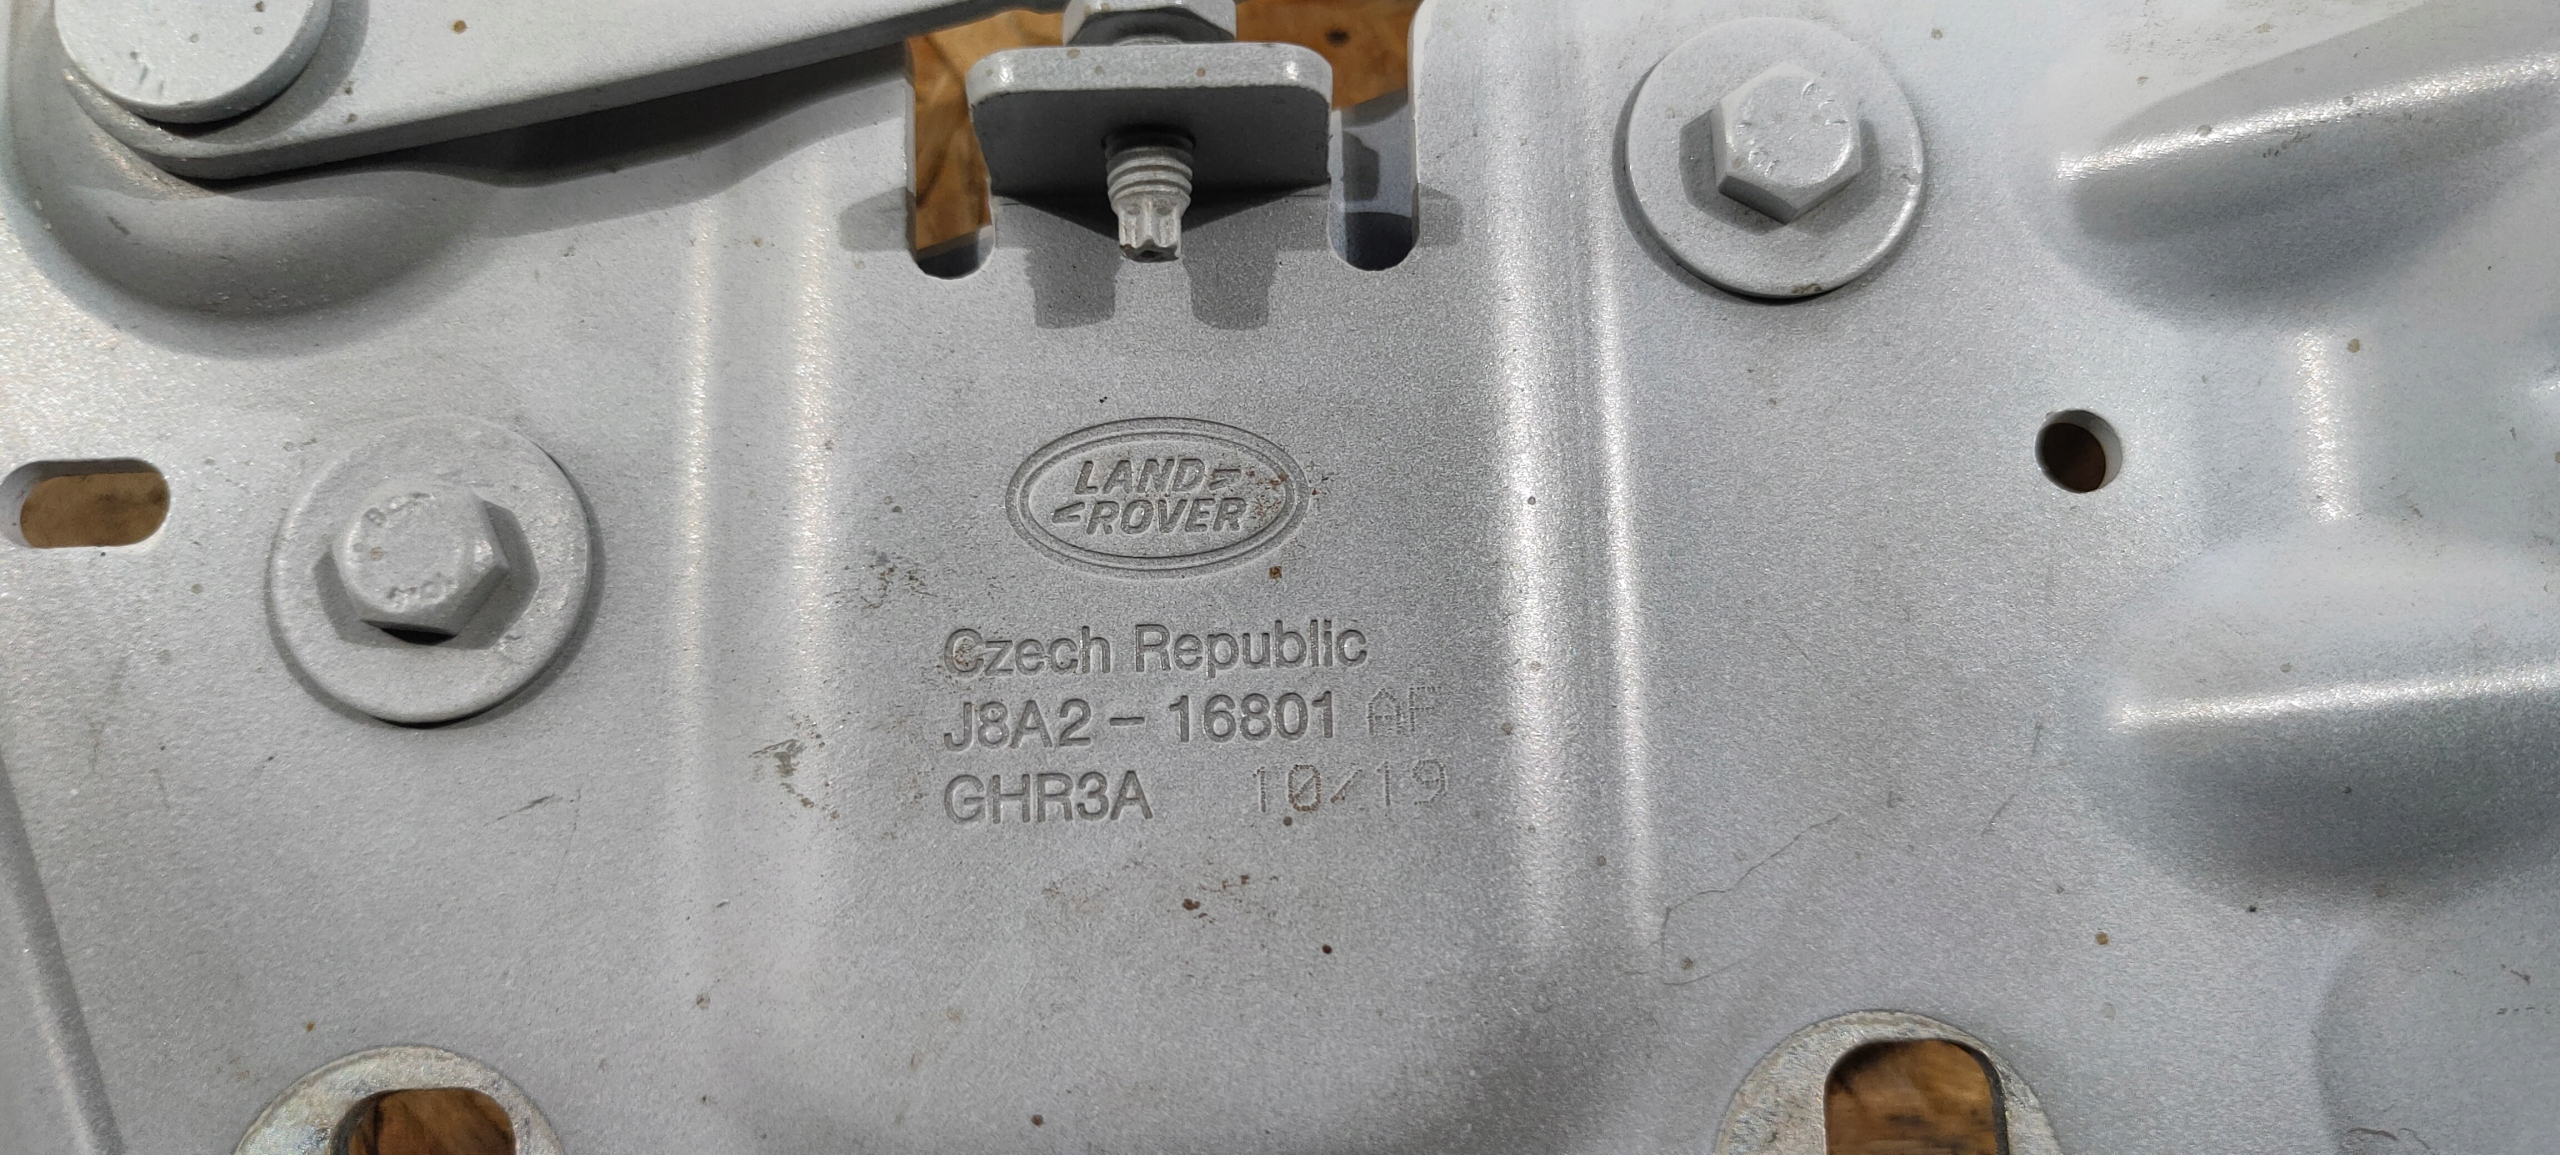 LAND
ROVER
Czech Republic
J8A2-16801 AF
GHR3A 10/19